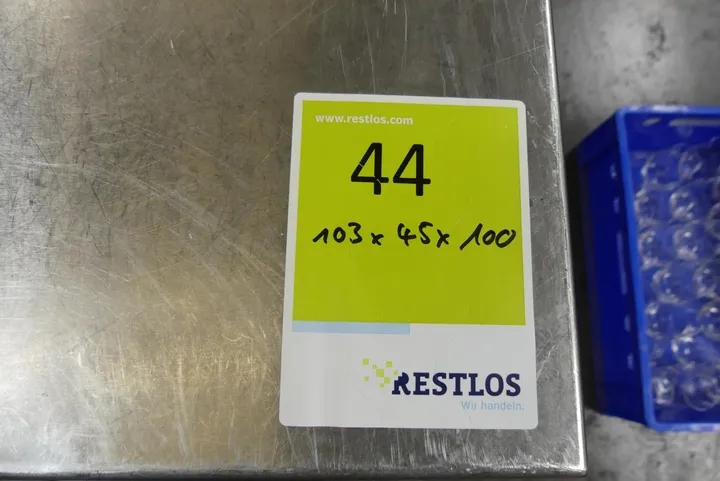 www.restlos.com
44
103 x 45 x 100
RESTLOS
Wir handeln.